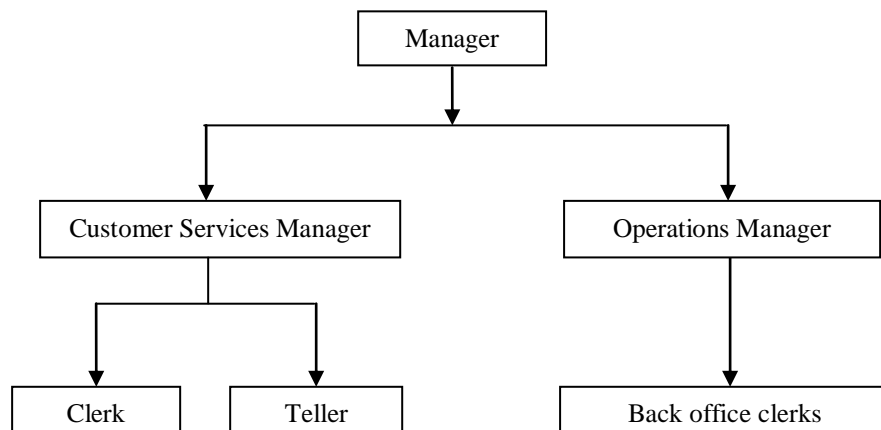 Manager
Customer Services Manager
Operations Manager
Clerk
Teller
Back office clerks